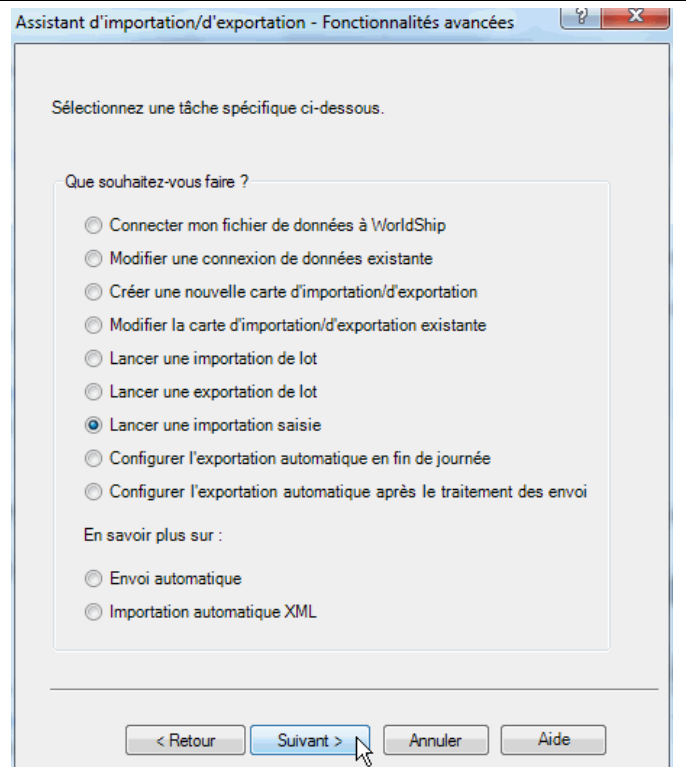 Assistant d'importation/d'exportation - Fonctionnalités avancées
Sélectionnez une tâche spécifique ci-dessous.
Que souhaitez-vous faire ?
Connecter mon fichier de données à WorldShip
Modifier une connexion de données existante
Créer une nouvelle carte d'importation/d'exportation
Modifier la carte d'importation/d'exportation existante
Lancer une importation de lot
Lancer une exportation de lot
Lancer une importation saisie
Configurer l'exportation automatique en fin de journée
Configurer l'exportation automatique après le traitement des envoi
En savoir plus sur :
Envoi automatique
Importation automatique XML
< Retour Suivant > Annuler Aide